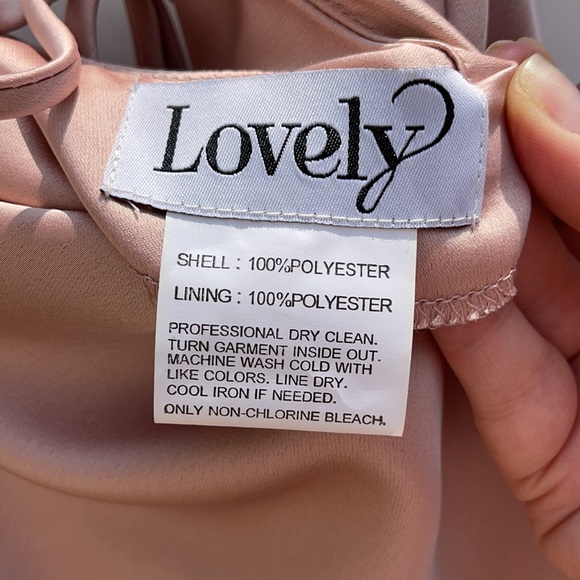 Lovely
SHELL : 100%POLYESTER
LINING : 100%POLYESTER
PROFESSIONAL DRY CLEAN.
TURN GARMENT INSIDE OUT.
MACHINE WASH COLD WITH
LIKE COLORS. LINE DRY.
COOL IRON IF NEEDED.
ONLY NON-CHLORINE BLEACH.